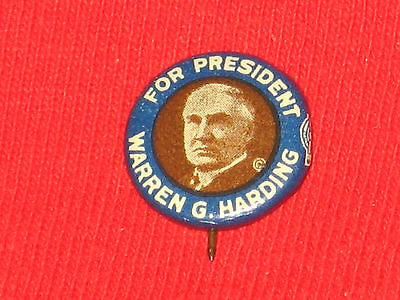 FOR PRESIDENT
WARREN G. HARDING
©